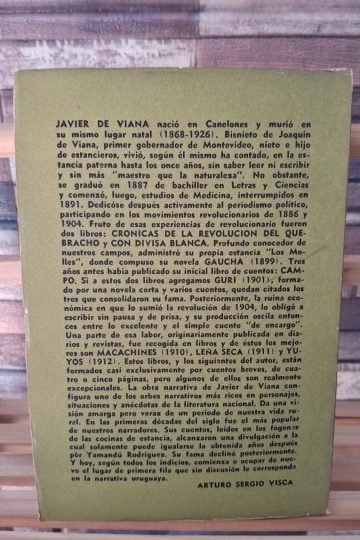 JAVIER DE VIANA nació en Canelones y murió en
su mismo lugar natal (1868-1926). Bisnieto de Joaquín
de Viana, primer gobernador de Montevideo, nieto e hijo
de estancieros, vivió, según él mismo ha contado, en la es-
tancia paterna hasta los once años, sin saber leer ni escribir
y sin más "maestro que la naturalexa". No obstante,
se graduó en 1887 de bachiller en Letras y Ciencias
y comenzó, luego, estudios de Medicina, interrumpidos en
1891. Dedicóse después activamente al periodismo político,
participando en los movimientos revolucionarios de 1886 y
1904. Fruto de esas experiencias de revolucionario fueron
dos libros: CRONICAS DE LA REVOLUCION DEL QUE-
BRACHO y CON DIVISA BLANCA. Profundo conocedor de
nuestros campos, administró su propia estancia "Los Mo-
lles", donde compuso su novela GAUCHA (1899). Tres
años antes había publicado su inicial libro de cuentos: CAM-
PO. Si a estos dos libros agregamos GURI (1901), forma-
do por una novela corta y varios cuentos, quedan citados los
tres que consolidaron su fama. Posteriormente, la ruina eco-
nómica en que lo sumió la revolución de 1904, lo obligó a
escribir sin pausa y de prisa, y su producción oscila enton-
ces entre lo excelente y el simple cuento "de encargo".
Una parte de esa labor, originariamente publicada en dia-
rios y revistas, fue recogida en libros y de éstos los mejo-
res son MACACHINES (1910), LEÑA SECA (1911) y YU-
YOS (1912). Estos libros, y los siguientes del autor, están
formados casi exclusivamente por cuentos breves, de cua-
tro o cinco páginas, pero algunos de ellos son realmente
excepcionales. La obra narrativa de Javier de Viana confi-
gura uno de los orbes narrativos más ricos en personajes,
situaciones y anécdotas de la literatura nacional. Da una vi-
sión amarga pero veraz de un período de nuestra vida ru-
ral. En las primeras décadas del siglo fue el más popular
de nuestros narradores. Sus cuentos, leídos en los fogones
de las cocinas de estancia, alcanzaron una divulgación a la
cual solamente puede igualarse la obtenida años después
por Yamandú Rodríguez. Su fama declinó posteriormente.
Y hoy, según todos los indicios, comienza a ocupar de nue-
vo el lugar de primera fila que sin discusión le corresponde
en la narrativa uruguaya.
ARTURO SERGIO VISCA